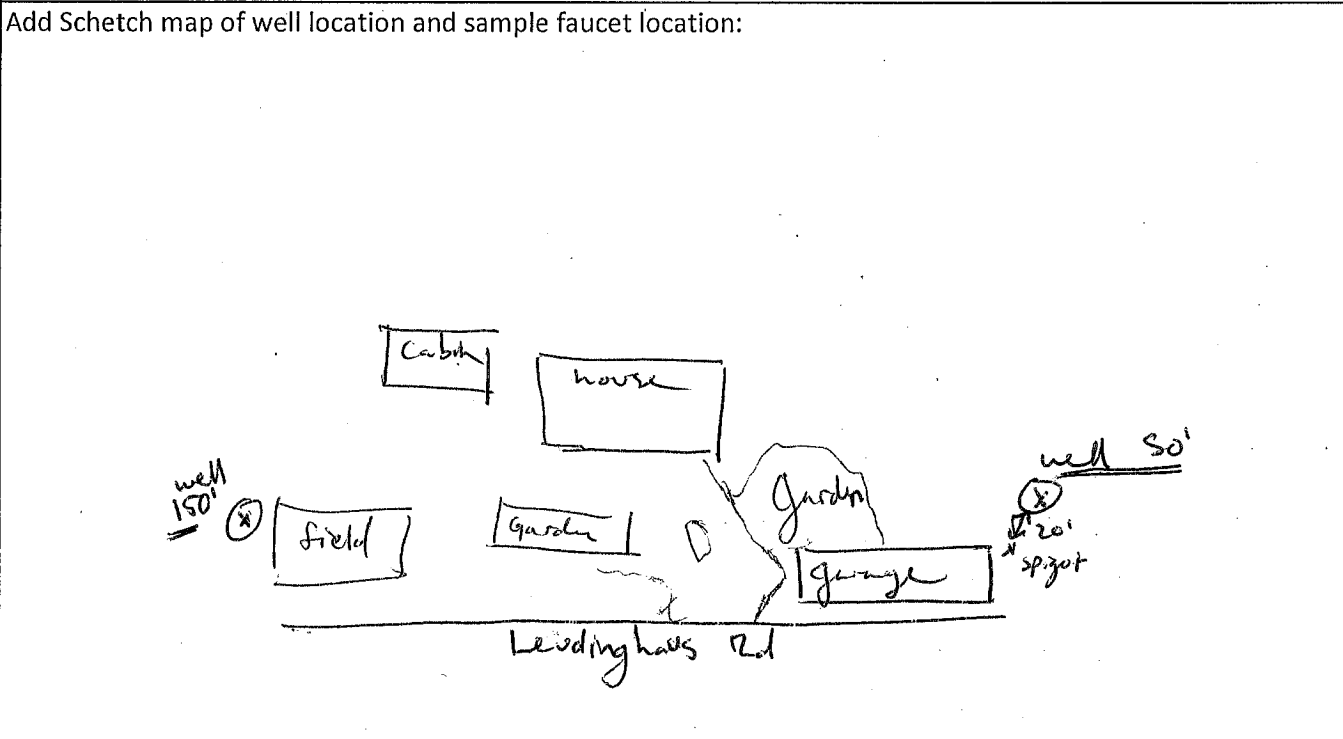 Add Schetch map of well location and sample faucet location:
Cabin
house
well 50'
well
150'
garden
field
Garden
20'
spigot
garage
Leudinghaus Rd